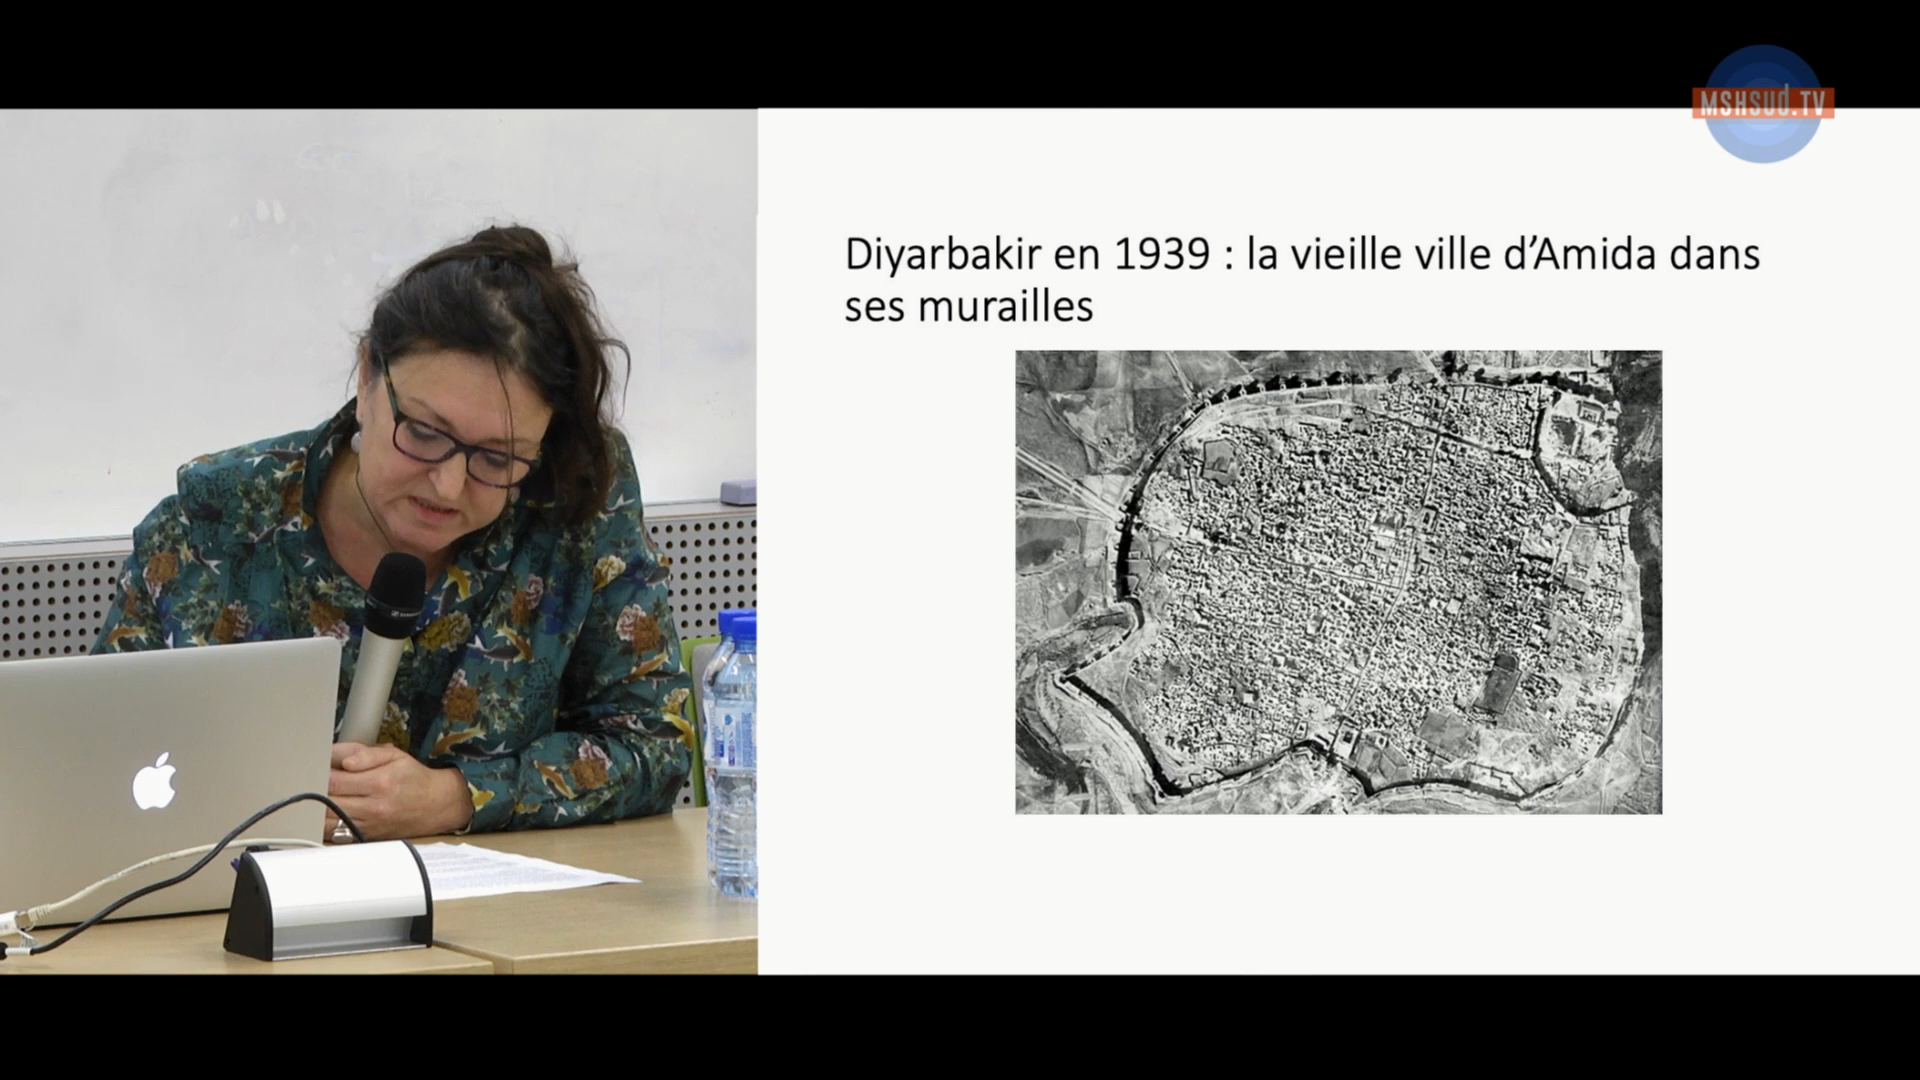 MSHSUD.TV
Diyarbakir en 1939 : la vieille ville d’Amida dans
ses murailles